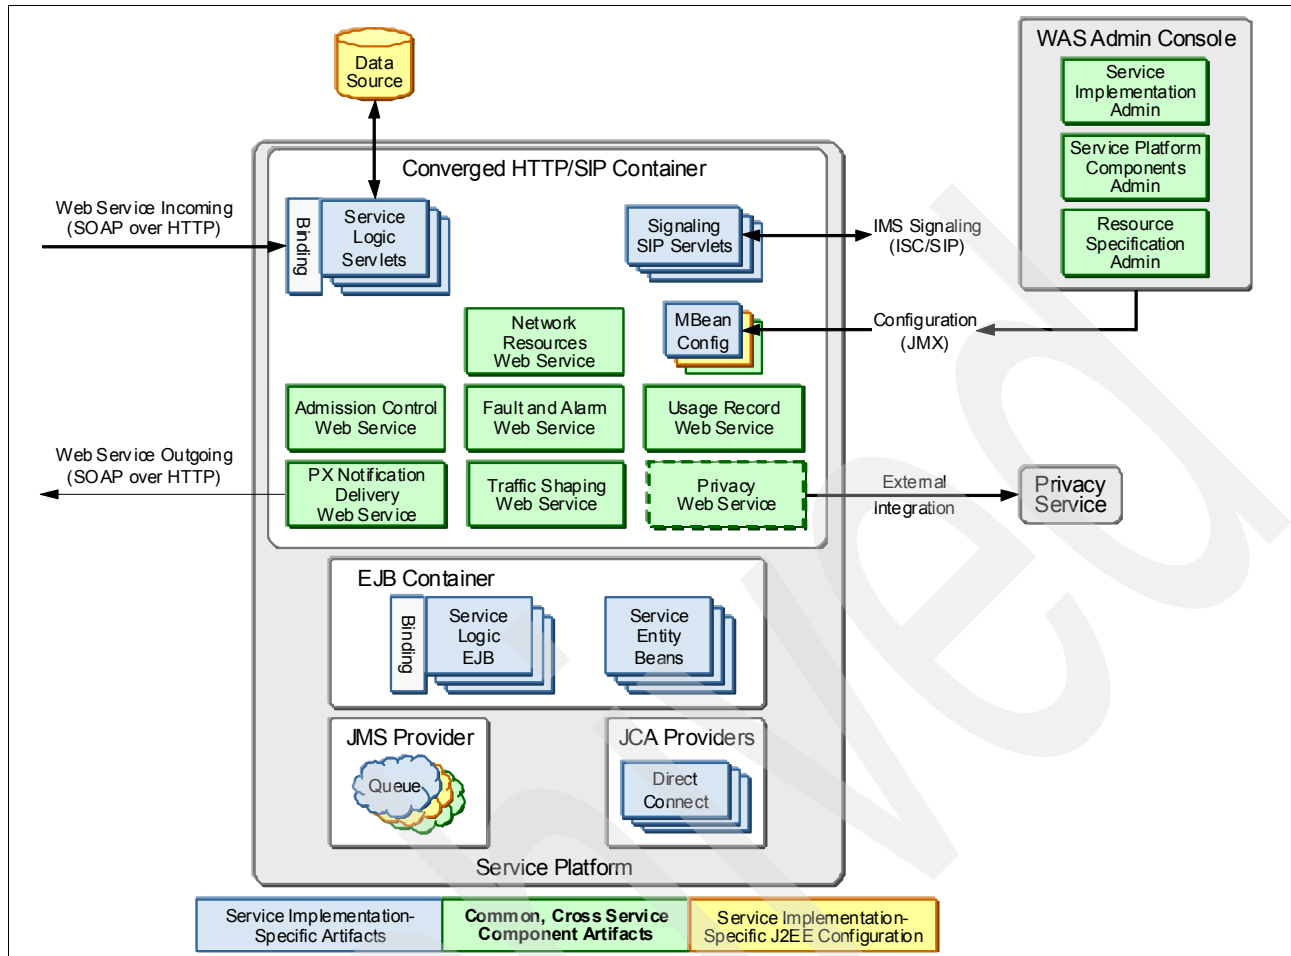 WAS Admin Console
Service
Implementation
Admin
Service Platform
Components
Admin
Resource
Specification
Admin
Data
Source
Converged HTTP/SIP Container
Web Service Incoming
(SOAP over HTTP)
Binding
Service
Logic
Servlets
Signaling
SIP Servlets
IMS Signaling
(ISC/SIP)
Network
Resources
Web Service
MBean
Config
Configuration
(JMX)
Admission Control
Web Service
Fault and Alarm
Web Service
Usage Record
Web Service
Web Service Outgoing
(SOAP over HTTP)
PX Notification
Delivery
Web Service
Traffic Shaping
Web Service
Privacy
Web Service
External
Integration
Privacy
Service
EJB Container
Binding
Service
Logic
EJB
Service
Entity
Beans
JMS Provider
Queue
JCA Providers
Direct
Connect
Service Platform
Service Implementation-
Specific Artifacts
Common, Cross Service
Component Artifacts
Service Implementation-
Specific J2EE Configuration